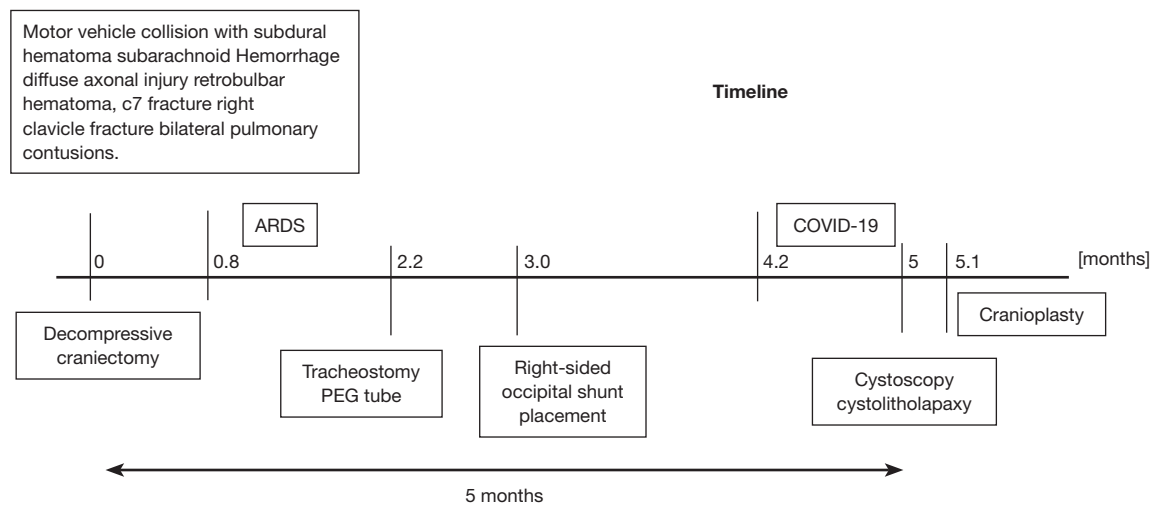 Motor vehicle collision with subdural
hematoma subarachnoid Hemorrhage
diffuse axonal injury retrobulbar
hematoma, c7 fracture right
clavicle fracture bilateral pulmonary
contusions.
Timeline
ARDS
COVID-19
0
0.8
2.2
3.0
4.2
5
5.1
[months]
Decompressive
craniectomy
Tracheostomy
PEG tube
Right-sided
occipital shunt
placement
Cystoscopy
cystolitholapaxy
Cranioplasty
5 months